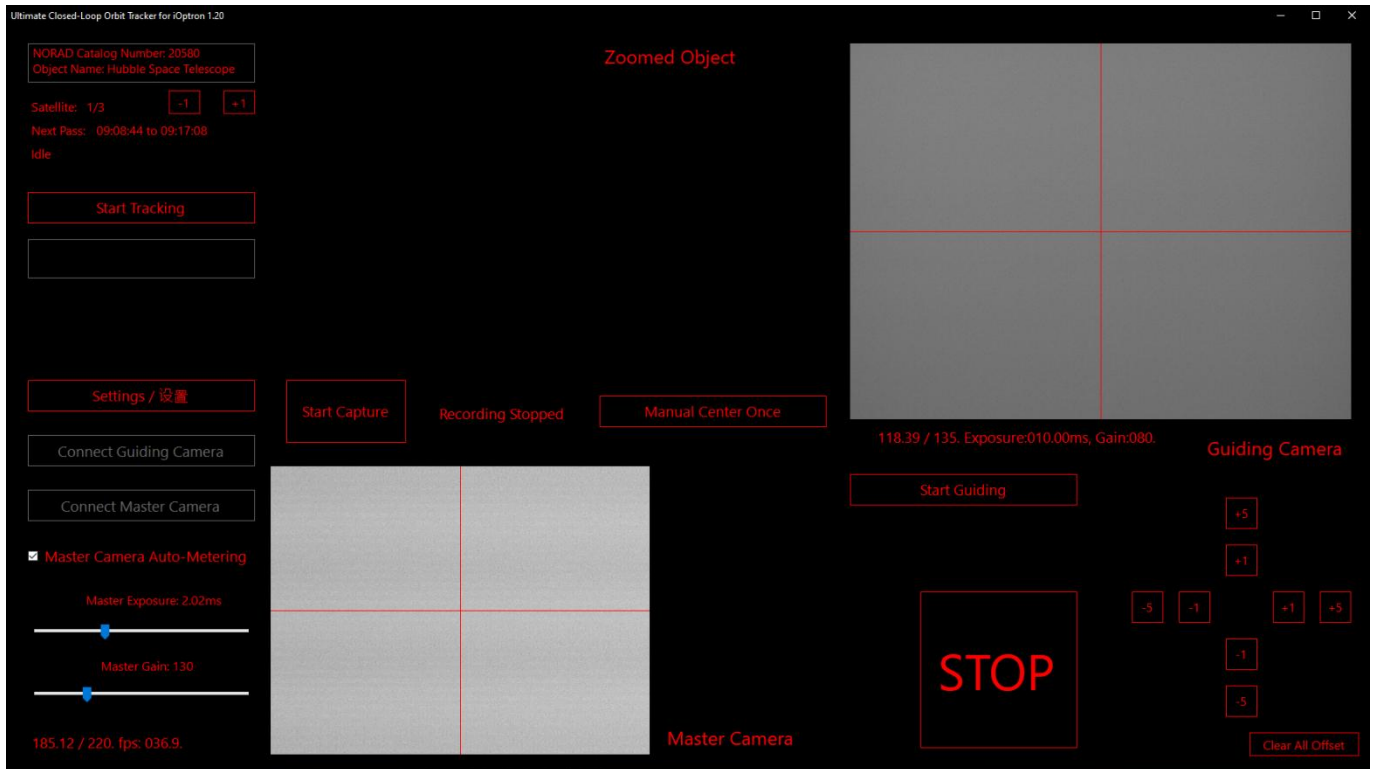 Ultimate Closed-Loop Orbit Tracker for iOptron 1.20
NORAD Catalog Number: 20580
Object Name: Hubble Space Telescope
Satellite: 1/3
-1
+1
Next Pass: 09:08:44 to 09:17:08
Idle
Start Tracking
Settings / 设置
Connect Guiding Camera
Connect Master Camera
Master Camera Auto-Metering
Master Exposure: 2.02ms
Master Gain: 130
185.12 / 220. fps: 036.9.
Zoomed Object
Start Capture
Recording Stopped
Manual Center Once
Master Camera
118.39 / 135. Exposure:010.00ms, Gain:080.
Guiding Camera
Start Guiding
STOP
+5
+1
-5
-1
+1
+5
-1
-5
Clear All Offset